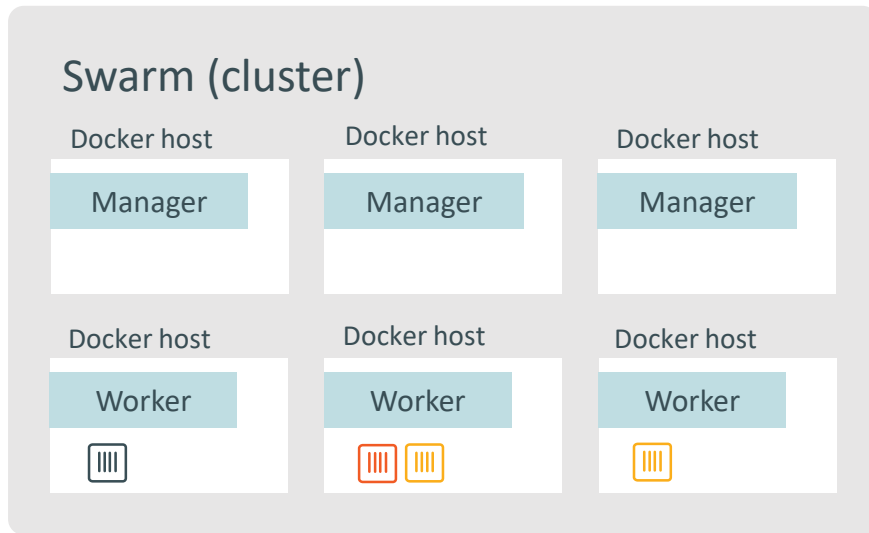 Swarm (cluster)
Docker host
Docker host
Docker host
Manager
Manager
Manager
Docker host
Docker host
Docker host
Worker
Worker
Worker